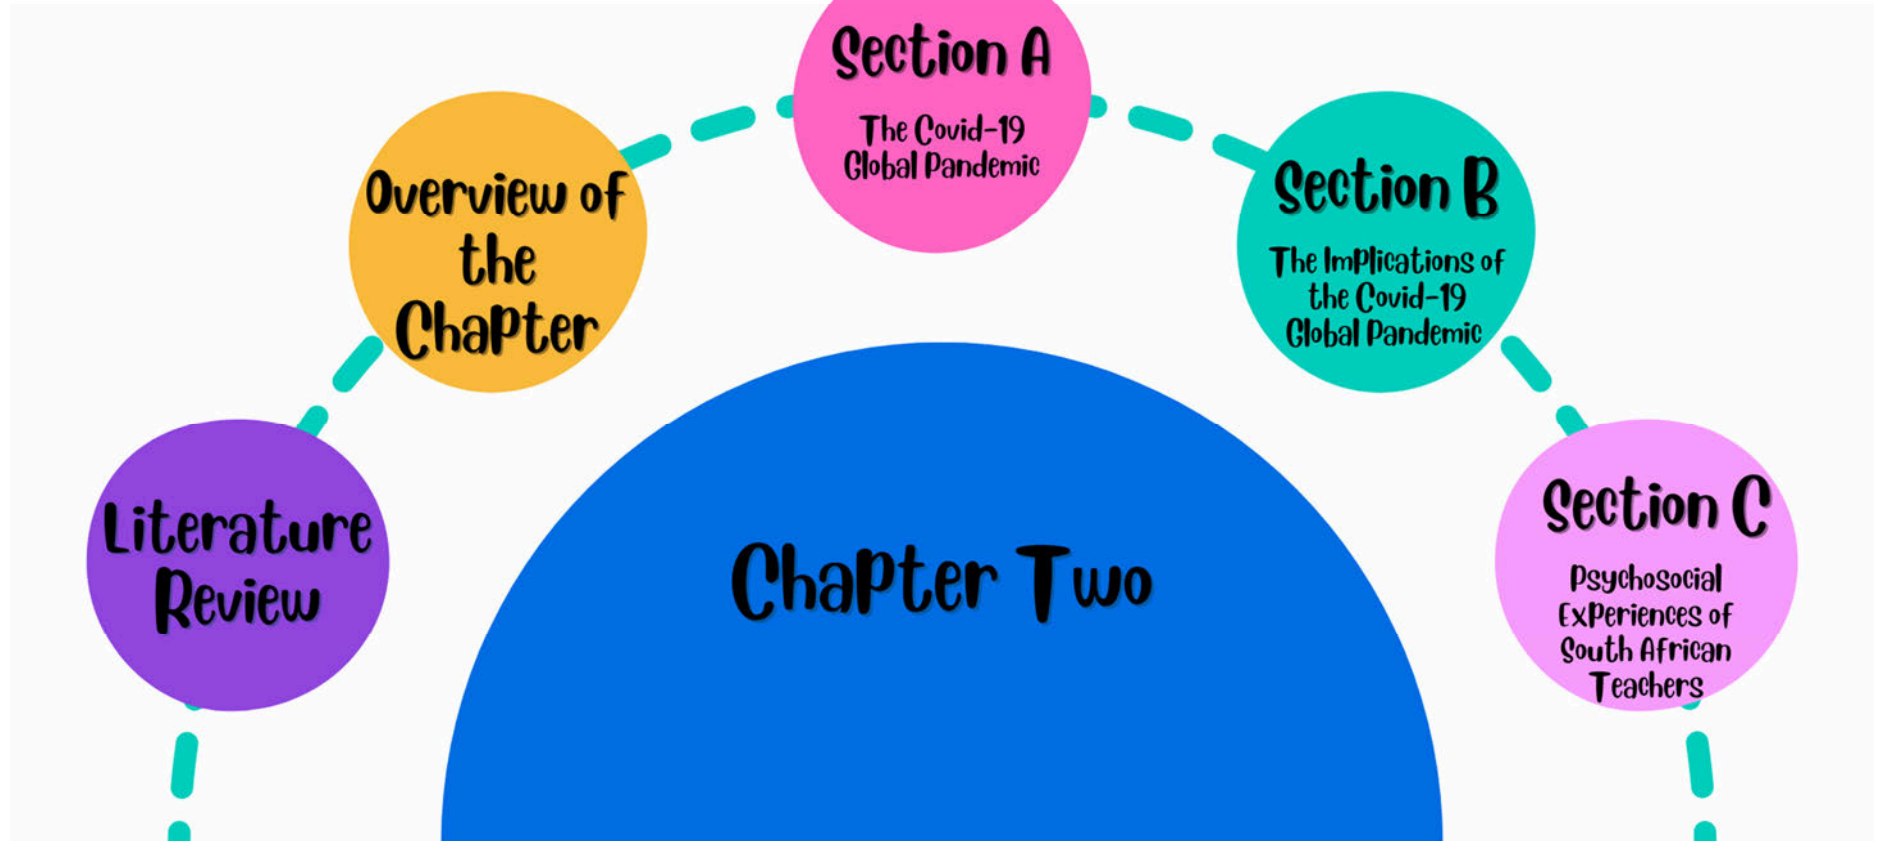 Section A
The Covid-19
Global Pandemic
Overview of
the
Chapter
Section B
The Implications of
the Covid-19
Global Pandemic
Literature
Review
Section C
Psychosocial
Experiences of
South African
Teachers
Chapter Two